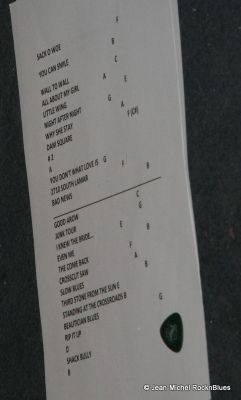 SACK O WOE F
YOU CAN SMILE B
WALL TO WALL C
ALL ABOUT MY GIRL A
LITTLE WING E
NIGHT AFTER NIGHT G
WHY SHE STAY A
DAM SQUARE F (C#)
# 2
A
YOU DON'T WHAT LOVE IS G
2710 SOUTH LAMAR F
BAD NEWS B
GOOD AROW C
JUNK TOUR G
I KNEW THE BRIDE...
EVEN ME E B
THE COME BACK
CROSSCUT SAW F
SLOW BLUES A
THIRD STONE FROM THE SUN E B
STANDING AT THE CROSSROADS B
BEAUTICIAN BLUES G
RIP IT UP
D
SHACK BULLY
B
© Jean Michel RocknBlues